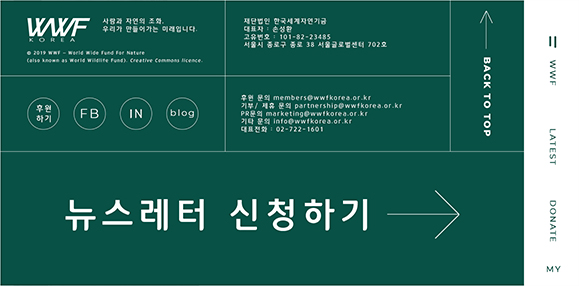 WWF
KOREA
사람과 자연의 조화,
우리가 만들어가는 미래입니다.
© 2019 WWF – World Wide Fund For Nature
(also known as World Wildlife Fund). Creative Commons licence.
재단법인 한국세계자연기금
대표자 : 손성환
고유번호 : 101-82-23485
서울시 종로구 종로 38 서울글로벌센터 702호
후원
하기
FB
IN
blog
후원 문의 members@wwfkorea.or.kr
기부/ 제휴 문의 partnership@wwfkorea.or.kr
PR문의 marketing@wwfkorea.or.kr
기타 문의 info@wwfkorea.or.kr
대표전화 : 02-722-1601
BACK TO TOP
뉴스레터 신청하기
WWF
LATEST
DONATE
MY